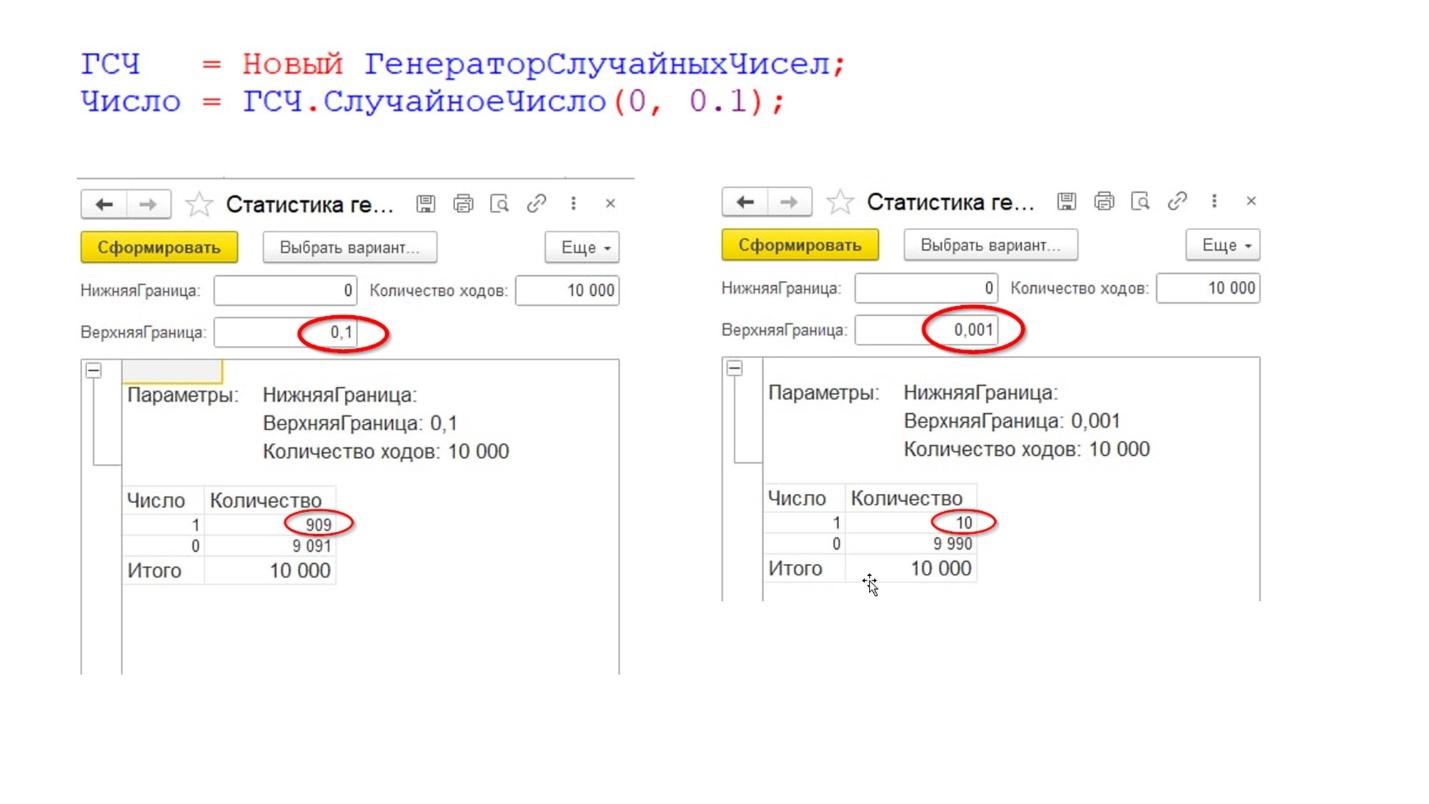 ГСЧ = Новый ГенераторСлучайныхЧисел;
Число = ГСЧ.СлучайноеЧисло(0, 0.1);
Статистика ге...
Сформировать Выбрать вариант... Еще
НижняяГраница: 0 Количество ходов: 10 000
ВерхняяГраница: 0,1
Параметры: НижняяГраница:
ВерхняяГраница: 0,1
Количество ходов: 10 000
Число Количество
1 909
0 9 091
Итого 10 000
Статистика ге...
Сформировать Выбрать вариант... Еще
НижняяГраница: 0 Количество ходов: 10 000
ВерхняяГраница: 0,001
Параметры: НижняяГраница:
ВерхняяГраница: 0,001
Количество ходов: 10 000
Число Количество
1 10
0 9 990
Итого 10 000